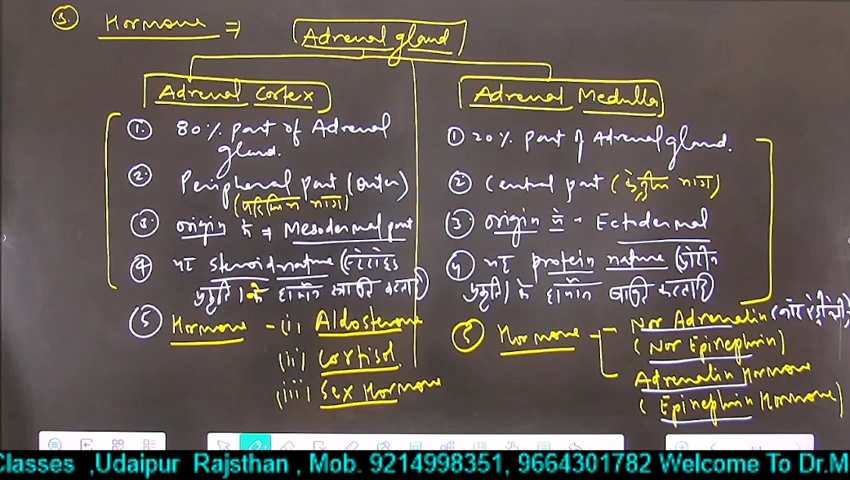 ③ Hormone ⇒
Adrenal gland
Adrenal Cortex
① 80% part of Adrenal
gland.
② Peripheral part (outer)
(परिधिय भाग)
③ origin में ⇒ Mesodermal part
④ यह Steroid nature (स्टेरॉइड
प्रकृति) के हार्मोन स्रावित करता है
⑤ Hormone - (i) Aldosterone
(ii) Cortisol
(iii) Sex Hormone
Adrenal Medulla
① 20% part of Adrenal gland.
② Central part (केन्द्रीय भाग)
③ origin में - Ectodermal
④ यह protein nature (प्रोटीन
प्रकृति) के हार्मोन स्रावित करता है
Hormone - Nor Adrenalin
(Nor Epinephrin)
Adrenalin Hormone
(Epinephrin Hormone)
Classes ,Udaipur Rajsthan , Mob. 9214998351, 9664301782 Welcome To Dr.M